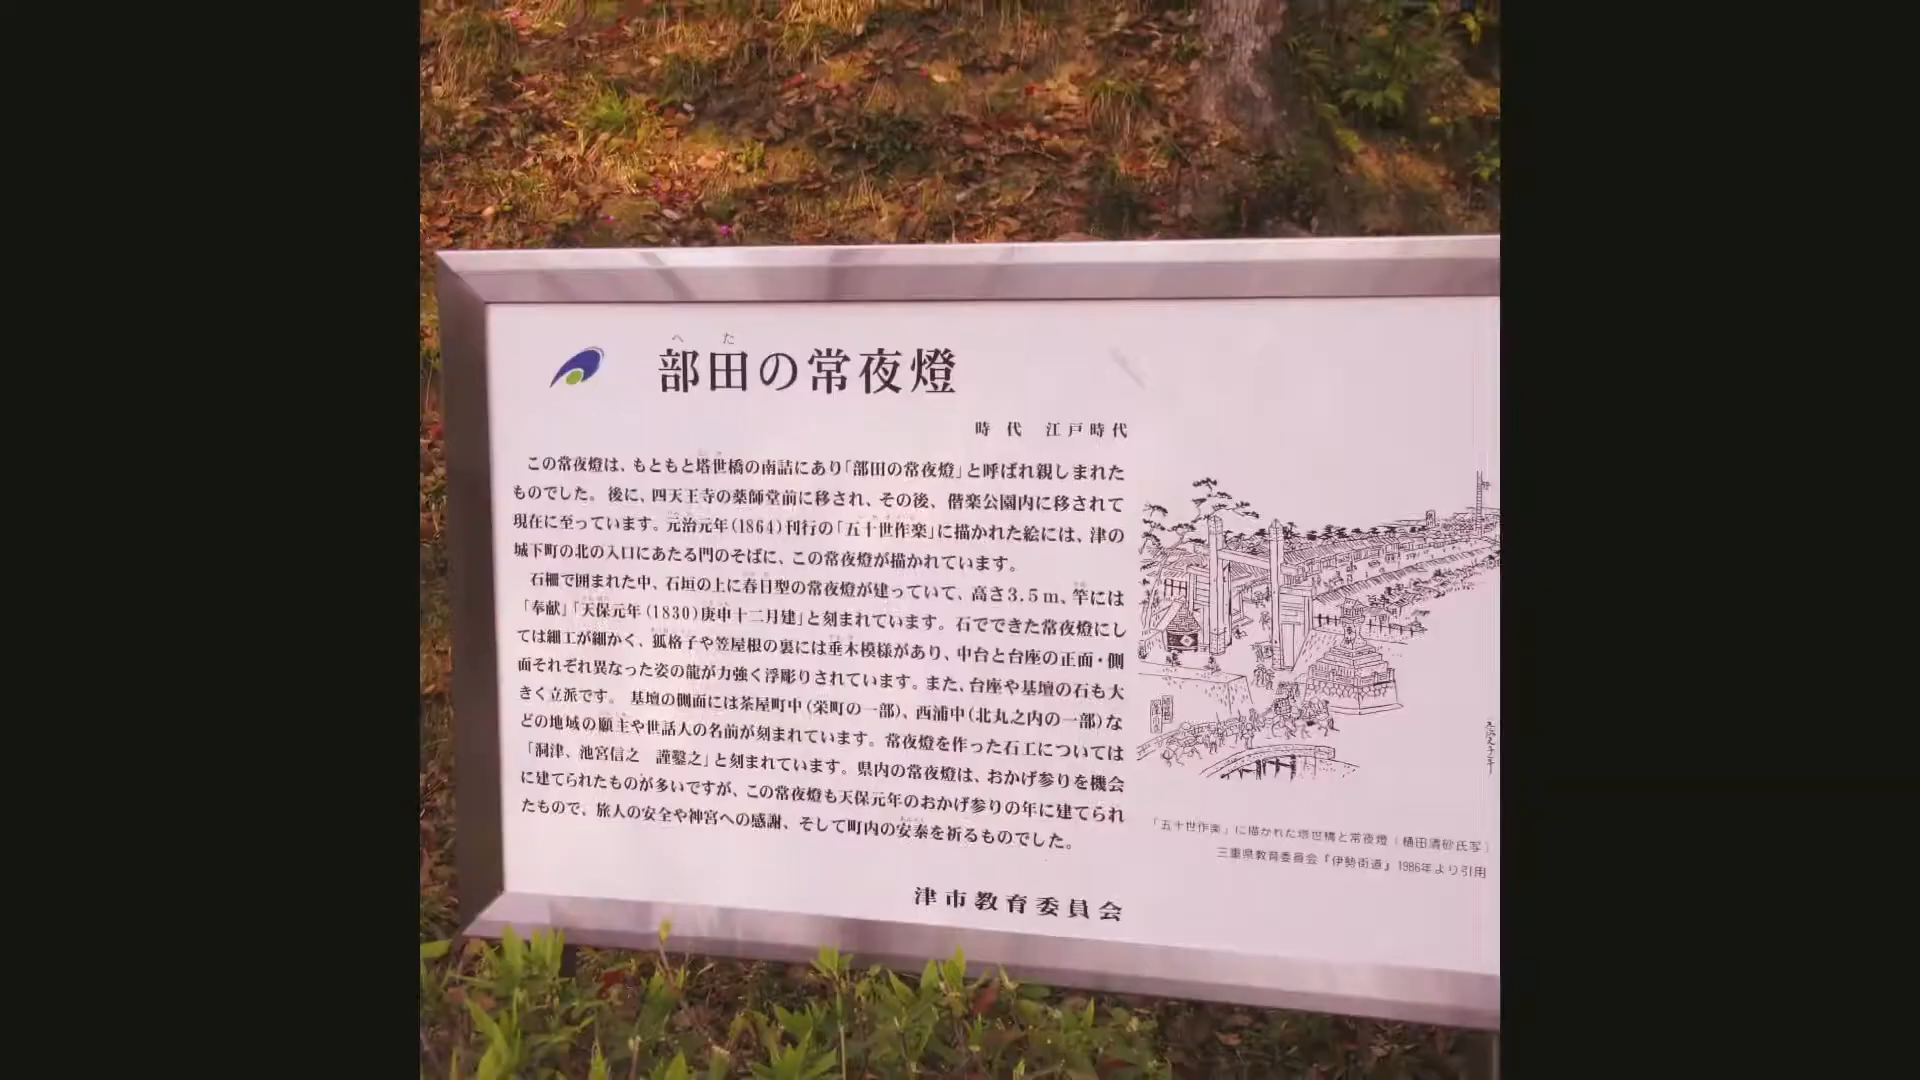 部田の常夜燈
へた
時代 江戸時代
この常夜燈は、もともと塔世橋の南詰にあり「部田の常夜燈」と呼ばれ親しまれた
ものでした。後に、四天王寺の薬師堂前に移され、その後、偕楽公園内に移されて
現在に至っています。元治元年(1864)刊行の「五十世作楽」に描かれた絵には、津の
城下町の北の入口にあたる門のそばに、この常夜燈が描かれています。
石柵で囲まれた中、石垣の上に春日型の常夜燈が建っていて、高さ3.5m、竿には
「奉献」「天保元年(1830)庚申十二月建」と刻まれています。石でできた常夜燈にし
ては細工が細かく、狐格子や笠屋根の裏には垂木模様があり、中台と台座の正面・側
面それぞれ異なった姿の龍が力強く浮彫りされています。また、台座や基壇の石も大
きく立派です。基壇の側面には茶屋町中(栄町の一部)、西浦中(北丸之内の一部)な
どの地域の願主や世話人の名前が刻まれています。常夜燈を作った石工については
「洞津、池宮信之 謹鑿之」と刻まれています。県内の常夜燈は、おかげ参りを機会
に建てられたものが多いですが、この常夜燈も天保元年のおかげ参りの年に建てられ
たもので、旅人の安全や神宮への感謝、そして町内の安泰を祈るものでした。
津市教育委員会
「五十世作楽」に描かれた塔世橋と常夜燈(樋田清砂氏写)
三重県教育委員会『伊勢街道』1986年より引用